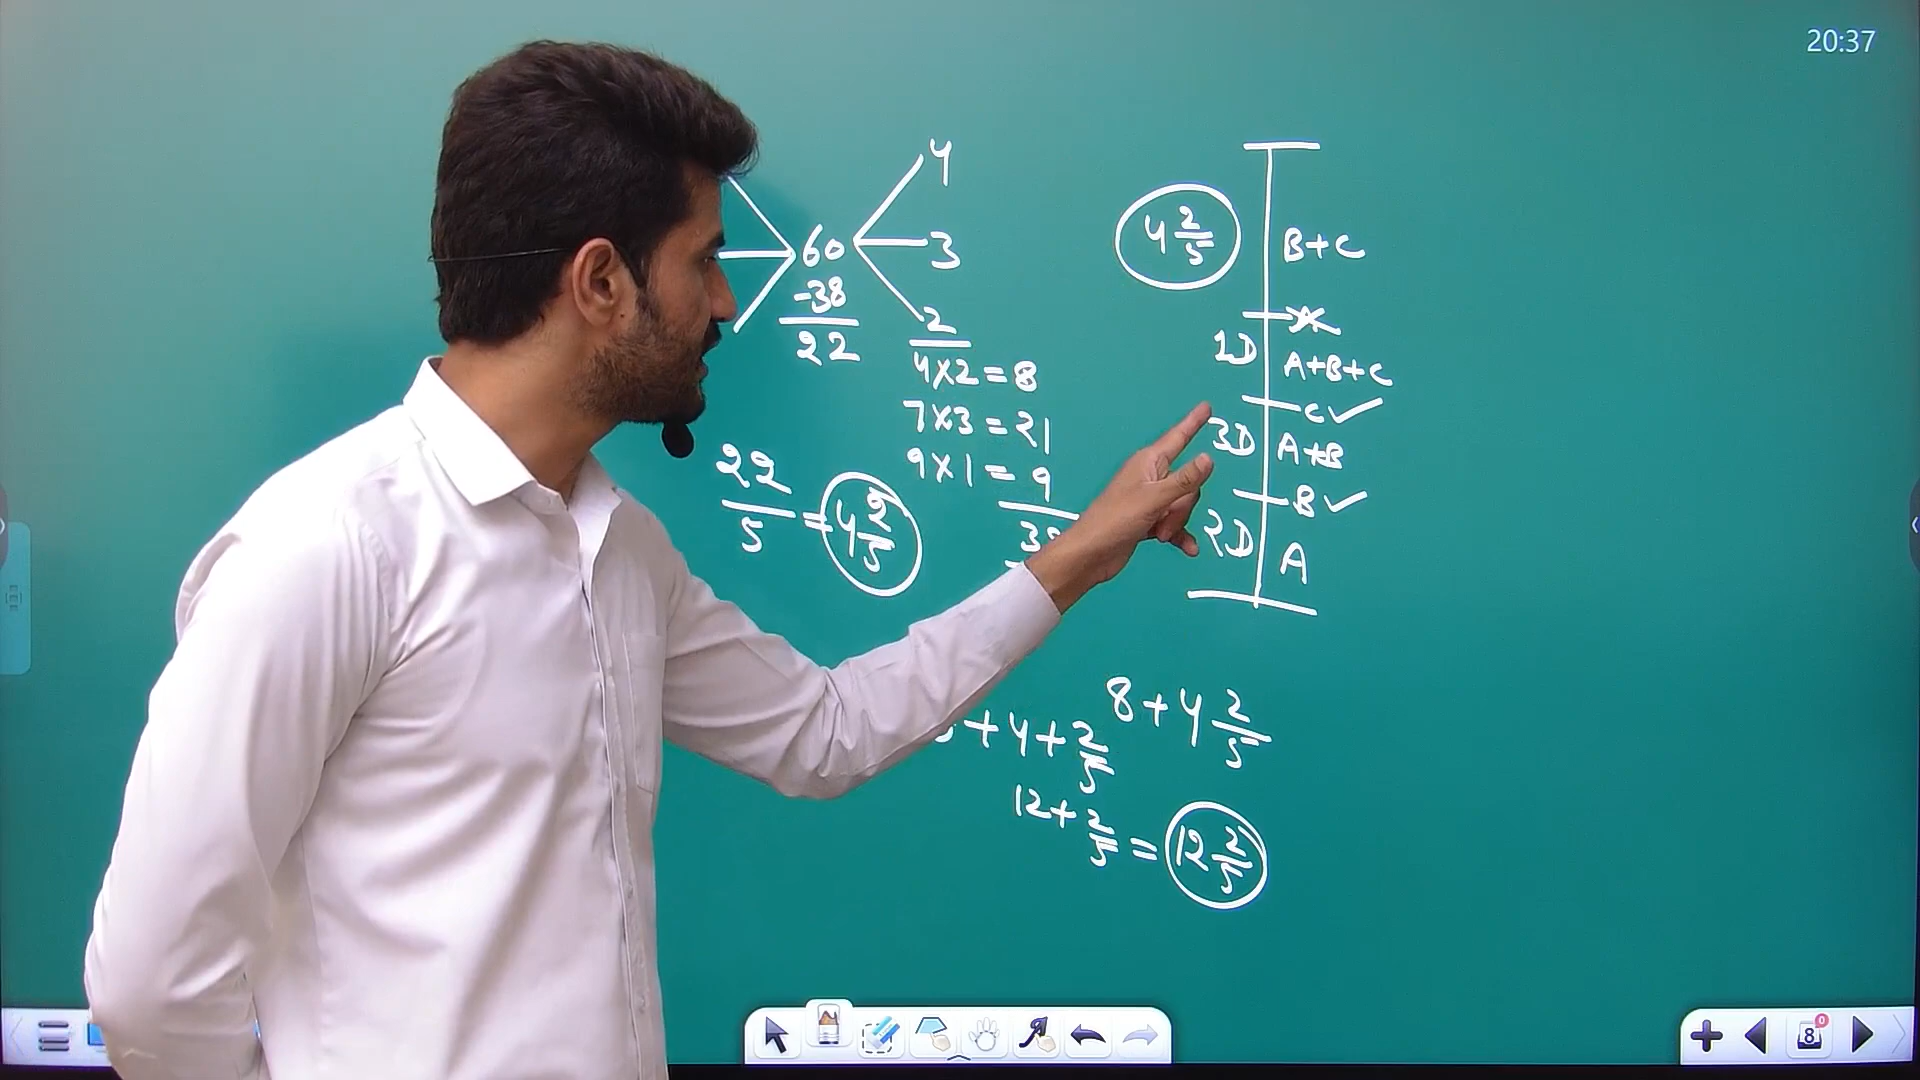 20:37
4
60
3
-38
22
2
4×2=8
7×3=21
9×1=9
22/5 = 4 2/5
4 2/5
B+C
A
1D A+B+C
C✓
3D A+B
B✓
2D A
8+4 2/5
+4+2/5
12+2/5 = 12 2/5
8
0